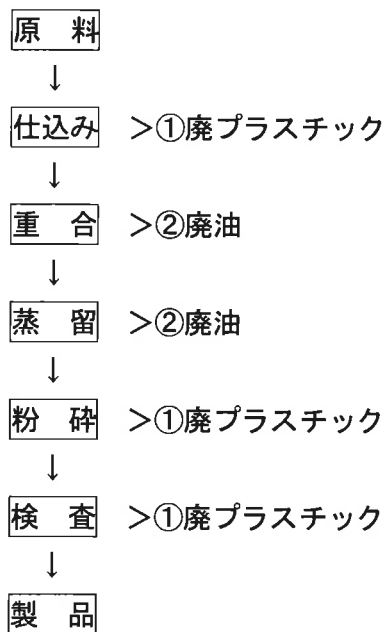 原　料
↓
仕込み ＞①廃プラスチック
↓
重　合 ＞②廃油
↓
蒸　留 ＞②廃油
↓
粉　砕 ＞①廃プラスチック
↓
検　査 ＞①廃プラスチック
↓
製　品